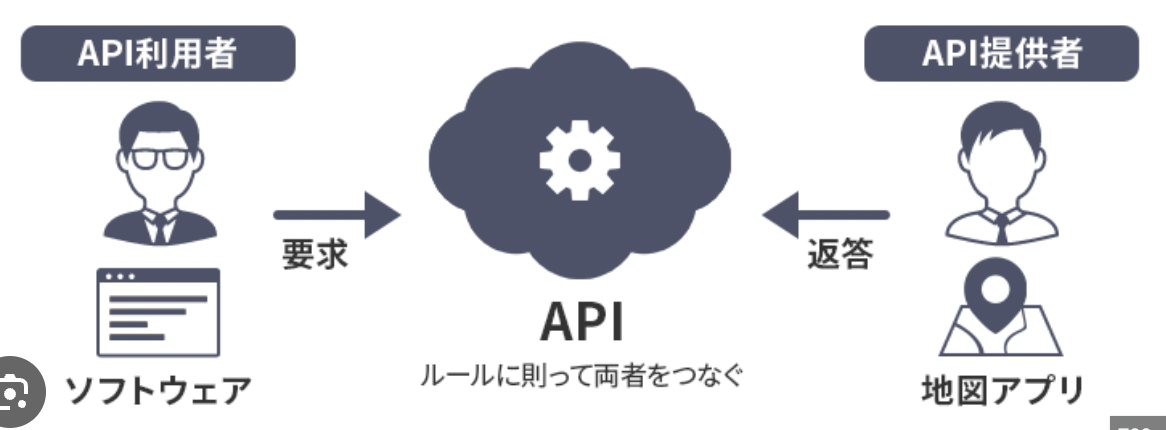 API利用者
API提供者
要求
返答
API
ルールに則って両者をつなぐ
ソフトウェア
地図アプリ